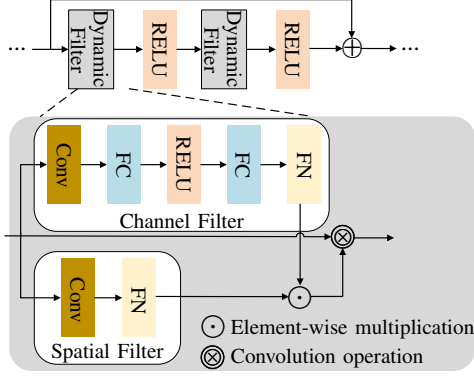 ... Dynamic Filter RELU Dynamic Filter RELU ...
Conv FC RELU FC FN
Channel Filter
Conv FN
Spatial Filter
Element-wise multiplication
Convolution operation